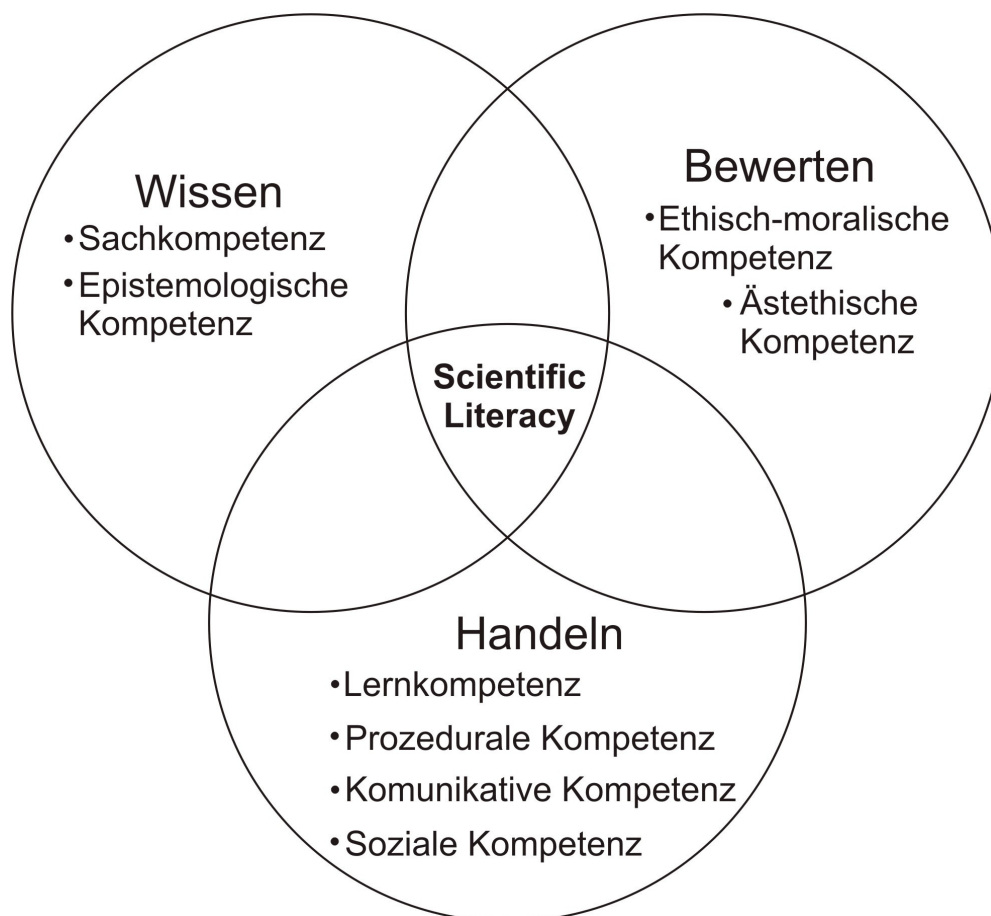 Wissen
•Sachkompetenz
•Epistemologische
Kompetenz
Bewerten
•Ethisch-moralische
Kompetenz
• Ästethische
Kompetenz
Scientific
Literacy
Handeln
•Lernkompetenz
•Prozedurale Kompetenz
•Komunikative Kompetenz
•Soziale Kompetenz